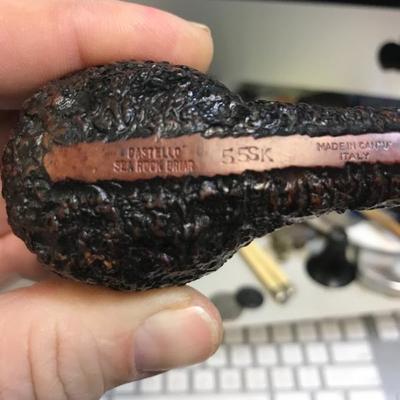 "CASTELLO"
SEA ROCK BRIAR
55SK
MADE IN CANTU'
ITALY